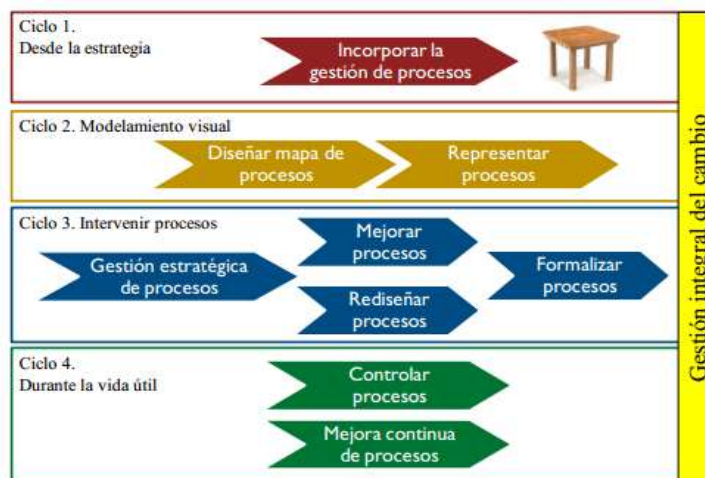 Ciclo 1.
Desde la estrategia
Incorporar la
gestión de procesos
Ciclo 2. Modelamiento visual
Diseñar mapa de
procesos
Representar
procesos
Ciclo 3. Intervenir procesos
Gestión estratégica
de procesos
Mejorar
procesos
Rediseñar
procesos
Formalizar
procesos
Ciclo 4.
Durante la vida útil
Controlar
procesos
Mejora continua
de procesos
Gestión integral del cambio